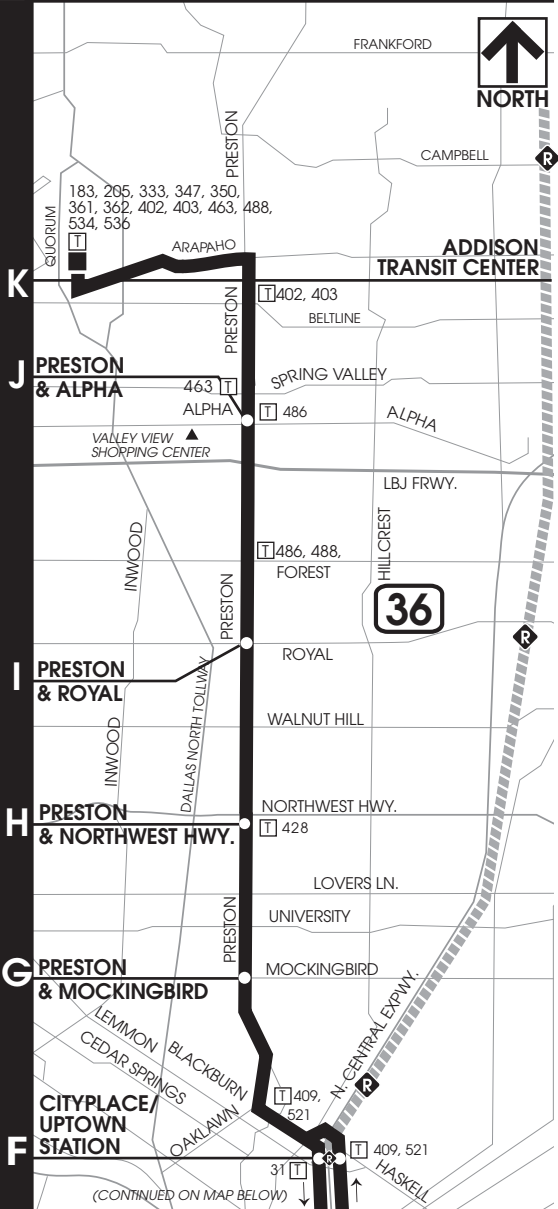 FRANKFORD
NORTH
PRESTON
CAMPBELL
R
183, 205, 333, 347, 350,
361, 362, 402, 403, 463, 488,
534, 536
QUORUM
T
ARAPAHO
ADDISON
TRANSIT CENTER
K
T 402, 403
PRESTON
BELTLINE
J
PRESTON
& ALPHA
463 T
SPRING VALLEY
ALPHA
T 486
ALPHA
VALLEY VIEW
SHOPPING CENTER
LBJ FRWY.
INWOOD
HILLCREST
T 486, 488,
FOREST
PRESTON
36
R
ROYAL
I
PRESTON
& ROYAL
DALLAS NORTH TOLLWAY
INWOOD
WALNUT HILL
NORTHWEST HWY.
H
PRESTON
& NORTHWEST HWY.
T 428
LOVERS LN.
PRESTON
UNIVERSITY
G
PRESTON
& MOCKINGBIRD
MOCKINGBIRD
N. CENTRAL EXPWY.
LEMMON
BLACKBURN
CEDAR SPRINGS
R
T 409,
521
CITYPLACE/
UPTOWN
STATION
OAKLAWN
F
R
T 409, 521
31 T
HASKELL
(CONTINUED ON MAP BELOW)